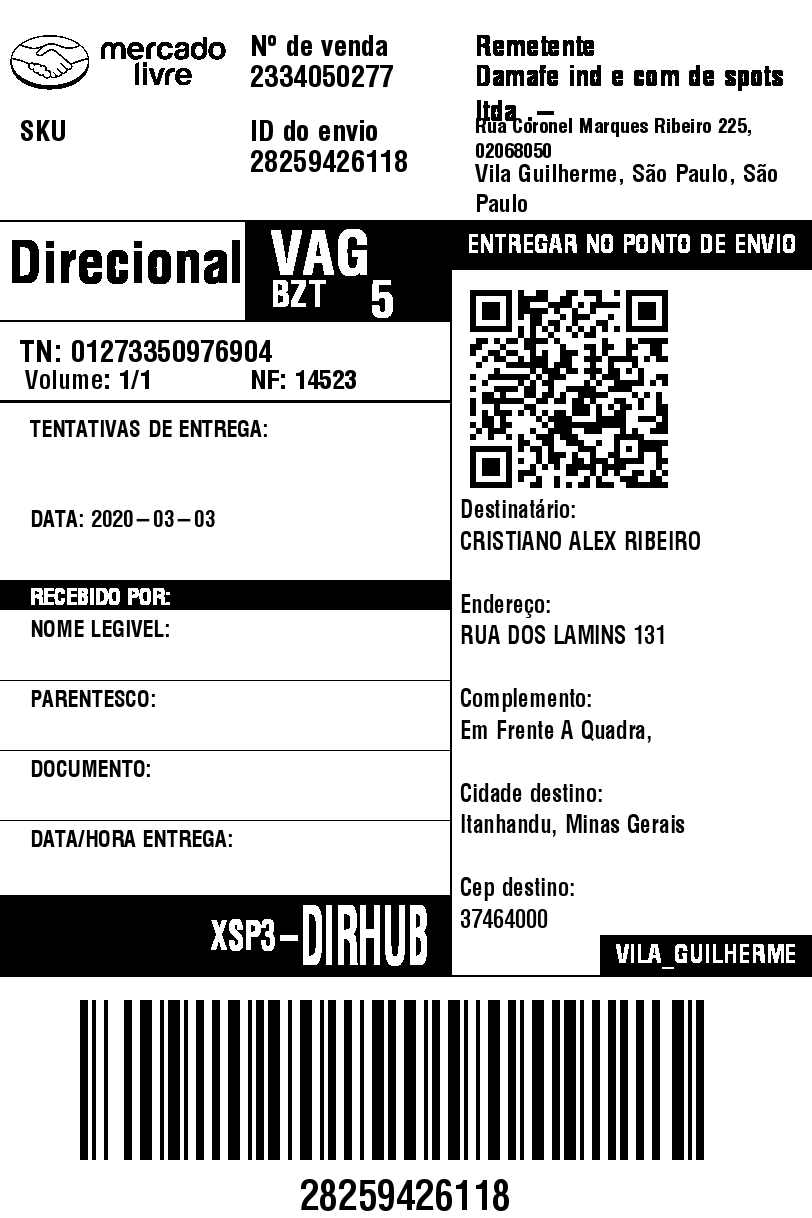 mercado
livre
Nº de venda
2334050277
SKU
ID do envio
28259426118
Remetente
Damafe ind e com de spots
ltda .–
Rua Coronel Marques Ribeiro 225,
02068050
Vila Guilherme, São Paulo, São
Paulo
Direcional
VAG
BZT 5
ENTREGAR NO PONTO DE ENVIO
TN: 01273350976904
Volume: 1/1 NF: 14523
TENTATIVAS DE ENTREGA:
DATA: 2020–03–03
RECEBIDO POR:
NOME LEGIVEL:
PARENTESCO:
DOCUMENTO:
DATA/HORA ENTREGA:
XSP3–DIRHUB
Destinatário:
CRISTIANO ALEX RIBEIRO
Endereço:
RUA DOS LAMINS 131
Complemento:
Em Frente A Quadra,
Cidade destino:
Itanhandu, Minas Gerais
Cep destino:
37464000
VILA_GUILHERME
28259426118